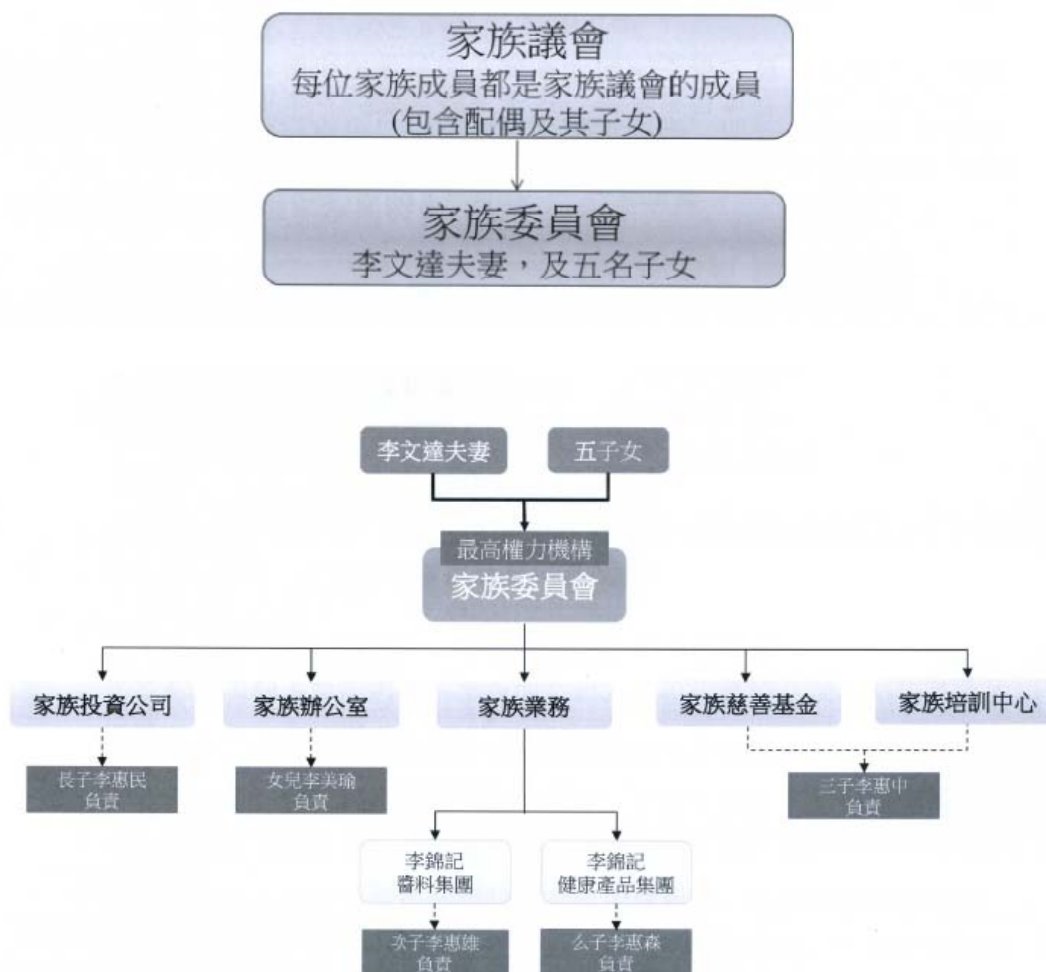 家族議會
每位家族成員都是家族議會的成員
(包含配偶及其子女)
家族委員會
李文達夫妻，及五名子女
李文達夫妻
五子女
最高權力機構
家族委員會
家族投資公司
家族辦公室
家族業務
家族慈善基金
家族培訓中心
長子李惠民
負責
女兒李美瑜
負責
三子李惠中
負責
李錦記
醬料集團
李錦記
健康產品集團
次子李惠雄
負責
么子李惠森
負責